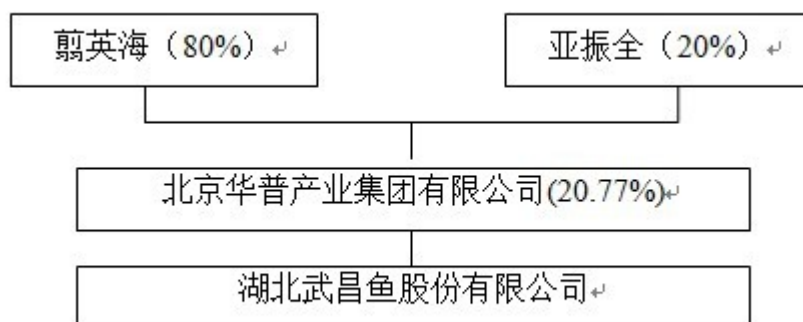 翦英海（80%）
亚振全（20%）
北京华普产业集团有限公司(20.77%)
湖北武昌鱼股份有限公司